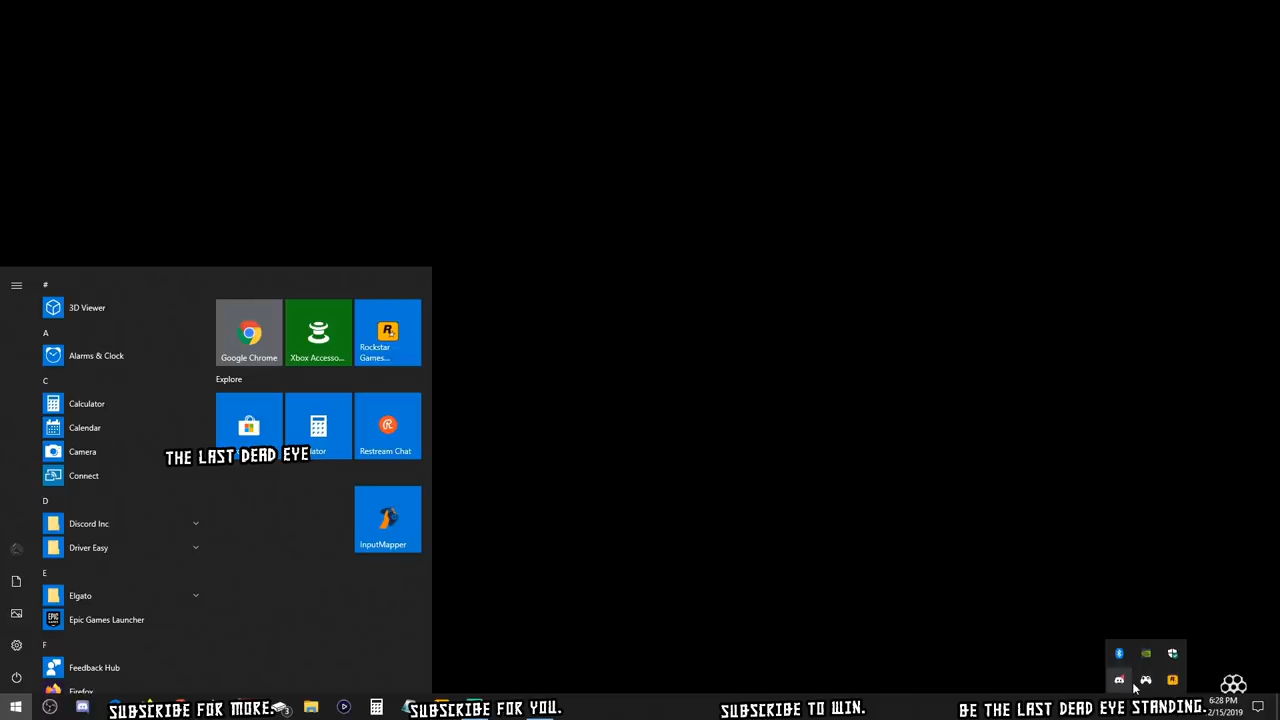 #
3D Viewer
A
Alarms & Clock
C
Calculator
Calendar
Camera
Connect
D
Discord Inc
Driver Easy
E
Elgato
Epic Games Launcher
F
Feedback Hub
Firefox
Google Chrome
Xbox Accesso...
Rockstar
Games...
Explore
lator
Restream Chat
THE LAST DEAD EYE
InputMapper
SUBSCRIBE FOR MORE.
SUBSCRIBE FOR YOU.
SUBSCRIBE TO WIN.
BE THE LAST DEAD EYE STANDING.
6:28 PM
2/15/2019